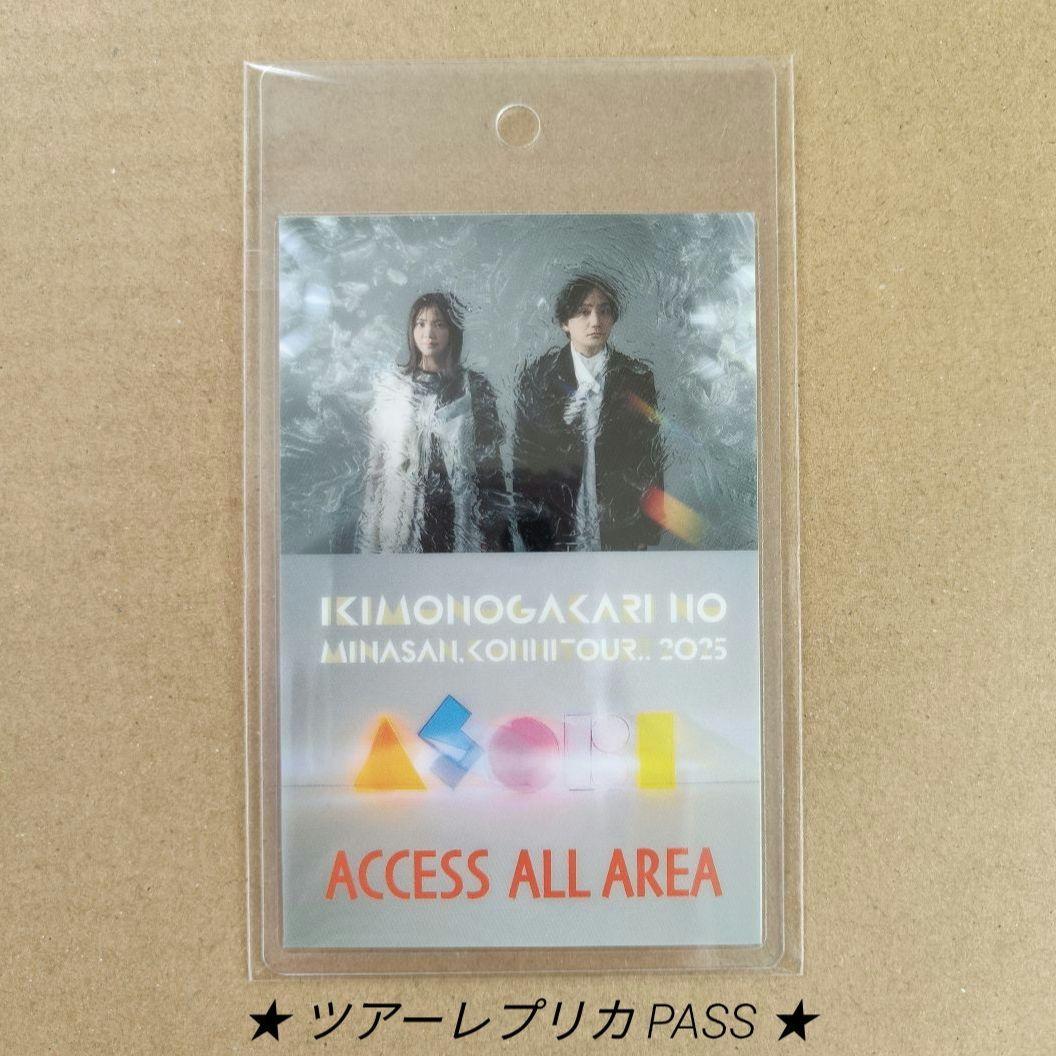 IKIMONOGAKARI NO
MINASAN, KONNITOUR!! 2025
ASOBI
ACCESS ALL AREA
★ ツアーレプリカPASS ★